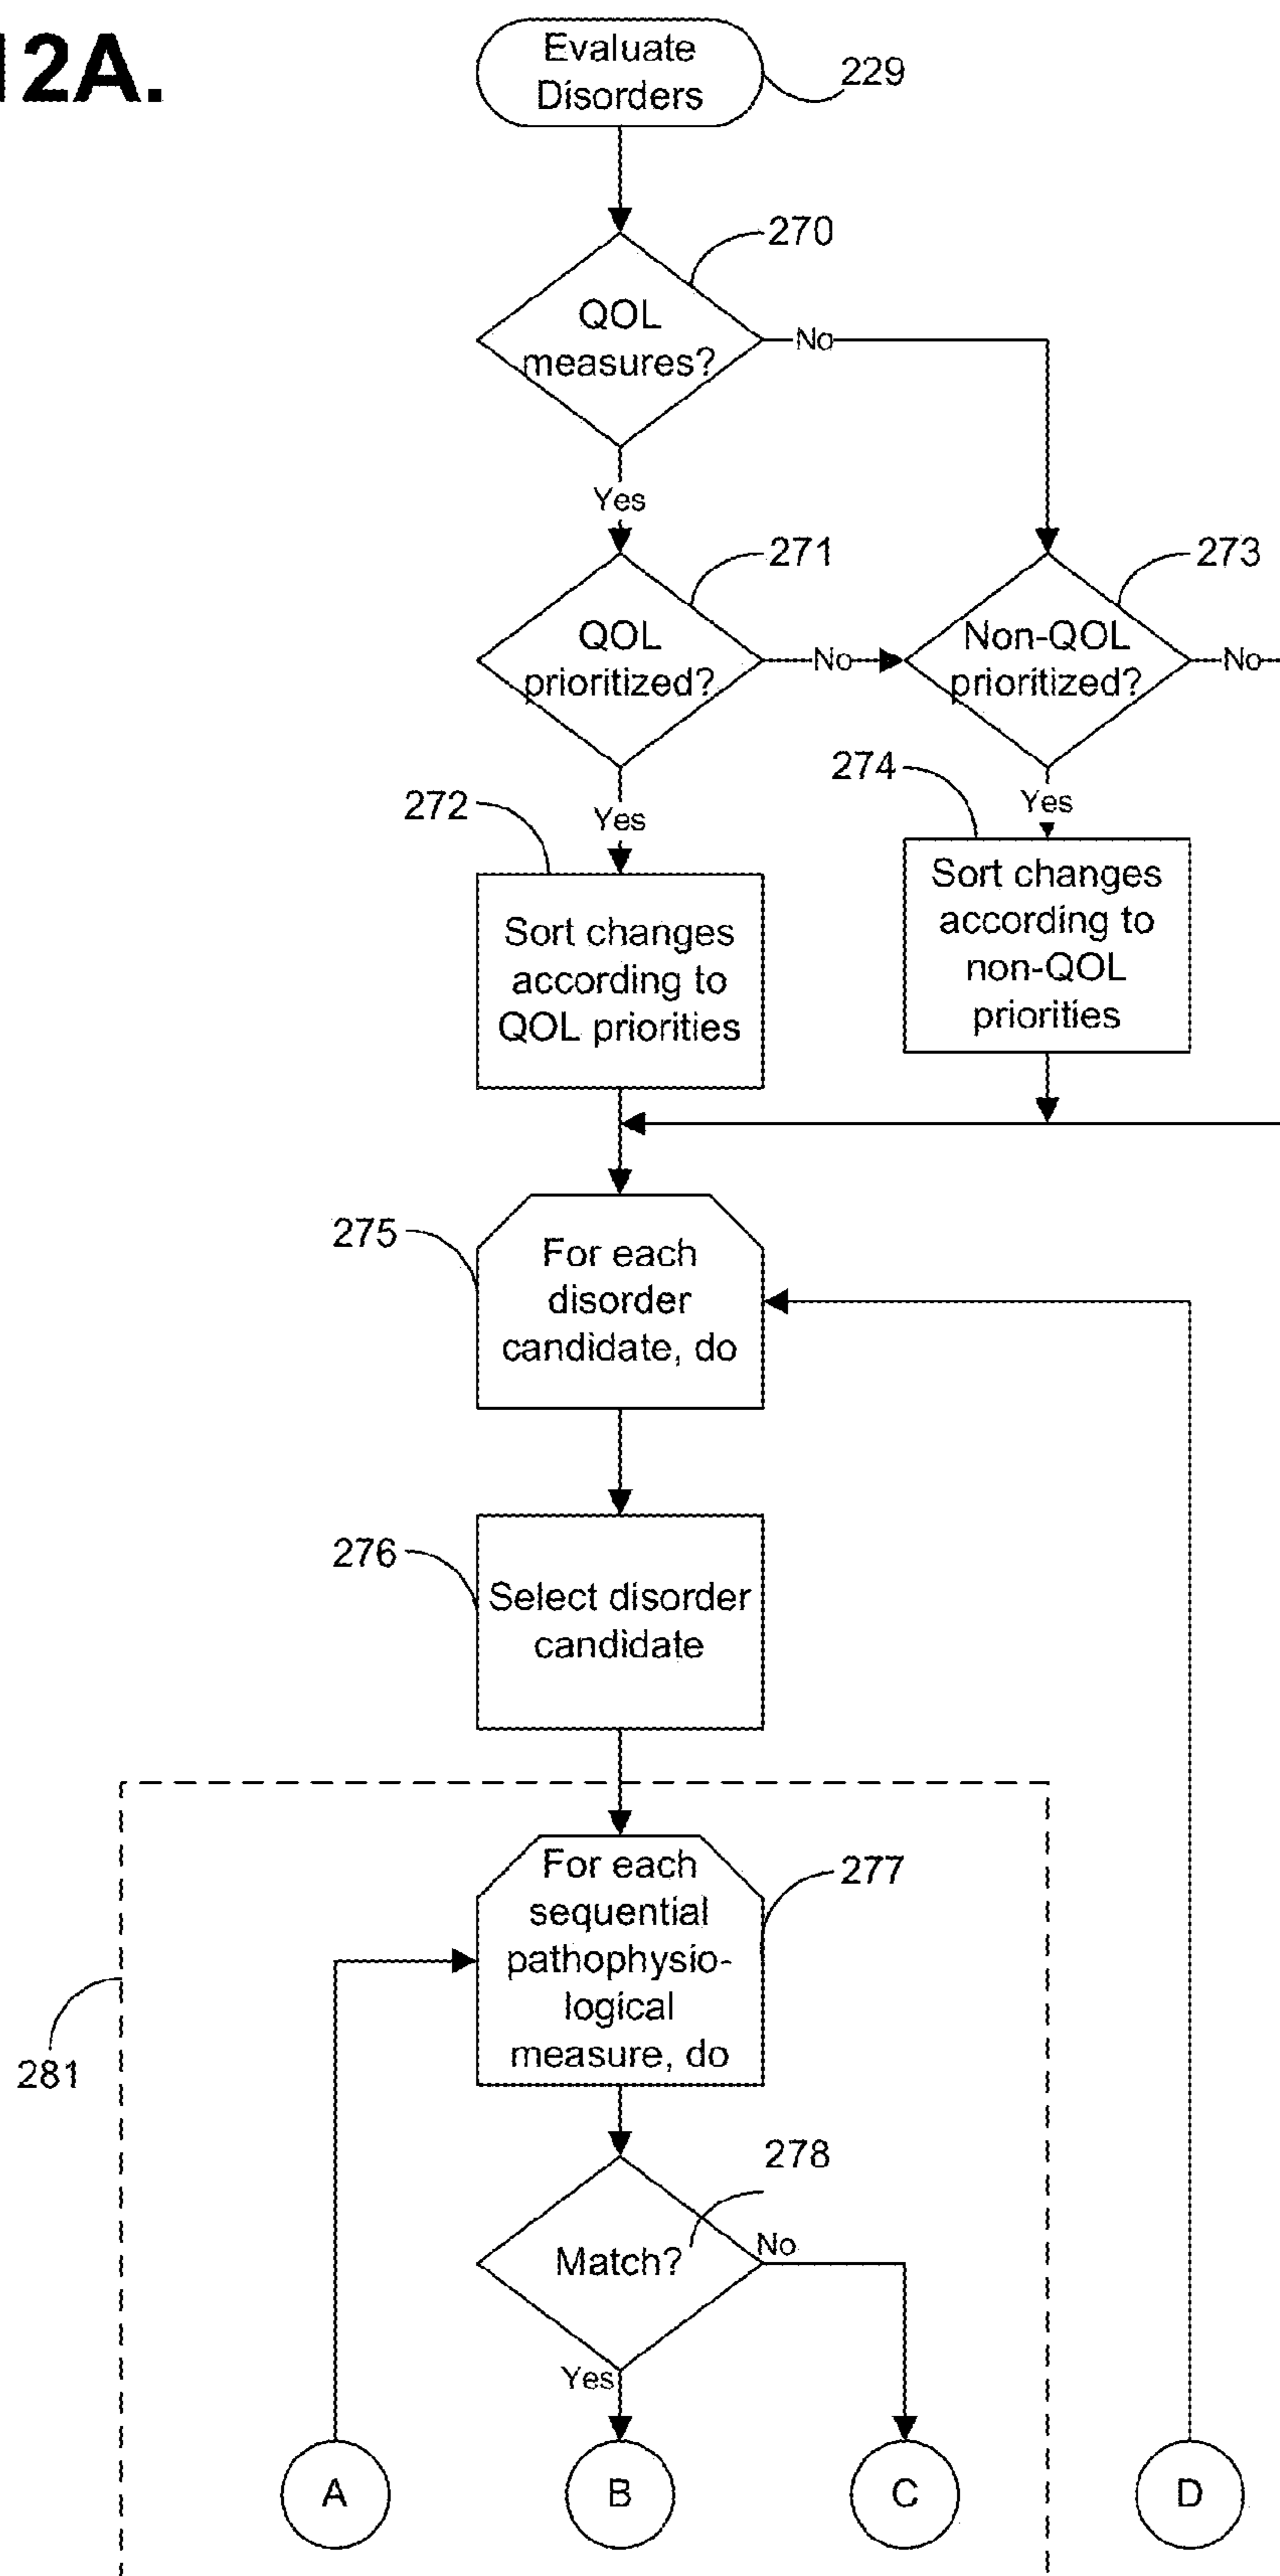 12A.
Evaluate
Disorders
229
270
QOL
measures?
No
Yes
271
273
QOL
prioritized?
No
Non-QOL
prioritized?
No
274
Yes
272
Yes
Sort changes
according to
non-QOL
priorities
Sort changes
according to
QOL priorities
275
For each
disorder
candidate, do
276
Select disorder
candidate
For each
sequential
pathophysio-
logical
measure, do
277
281
278
Match?
No
Yes
A
B
C
D